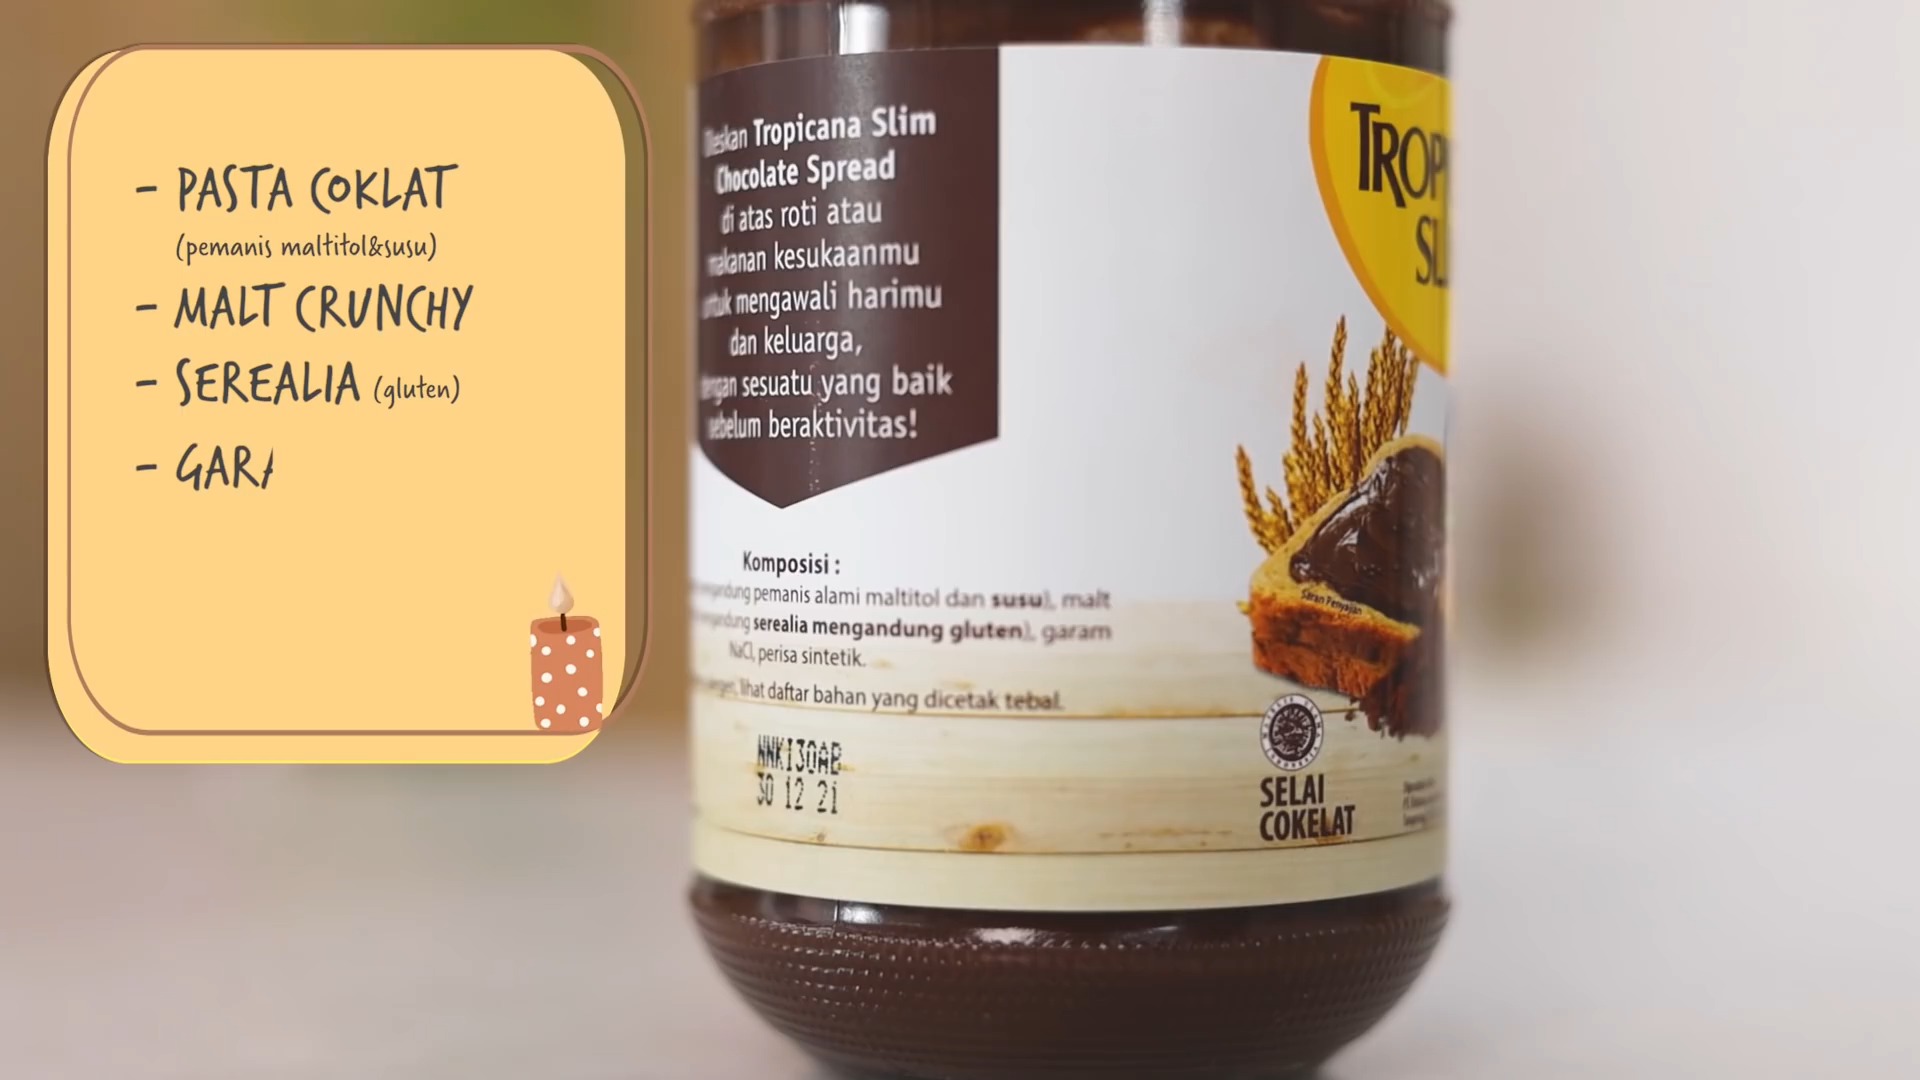 - PASTA COKLAT
(pemanis maltitol&susu)
- MALT CRUNCHY
- SEREALIA (gluten)
- GARA
Tropicana Slim
Chocolate Spread
di atas roti atau
makanan kesukaanmu
untuk mengawali harimu
dan keluarga,
dengan sesuatu yang baik
sebelum beraktivitas!
Komposisi :
pemanis alami maltitol dan susu), malt
serealia mengandung gluten), garam
NaCl, perisa sintetik.
lihat daftar bahan yang dicetak tebal.
NNKI30AB
30 12 21
TROP
SL
Saran Penyajian
SELAI
COKELAT